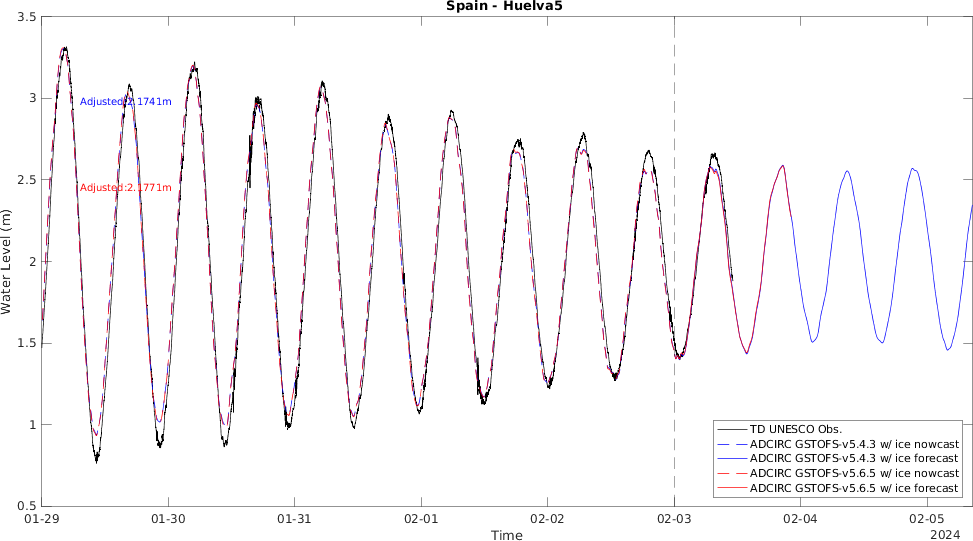 Spain - Huelva5
3.5
3
2.5
2
1.5
1
0.5
Water Level (m)
Adjusted:2.1741m
Adjusted:2.1771m
TD UNESCO Obs.
ADCIRC GSTOFS-v5.4.3 w/ ice nowcast
ADCIRC GSTOFS-v5.4.3 w/ ice forecast
ADCIRC GSTOFS-v5.6.5 w/ ice nowcast
ADCIRC GSTOFS-v5.6.5 w/ ice forecast
01-29 01-30 01-31 02-01 02-02 02-03 02-04 02-05
Time
2024